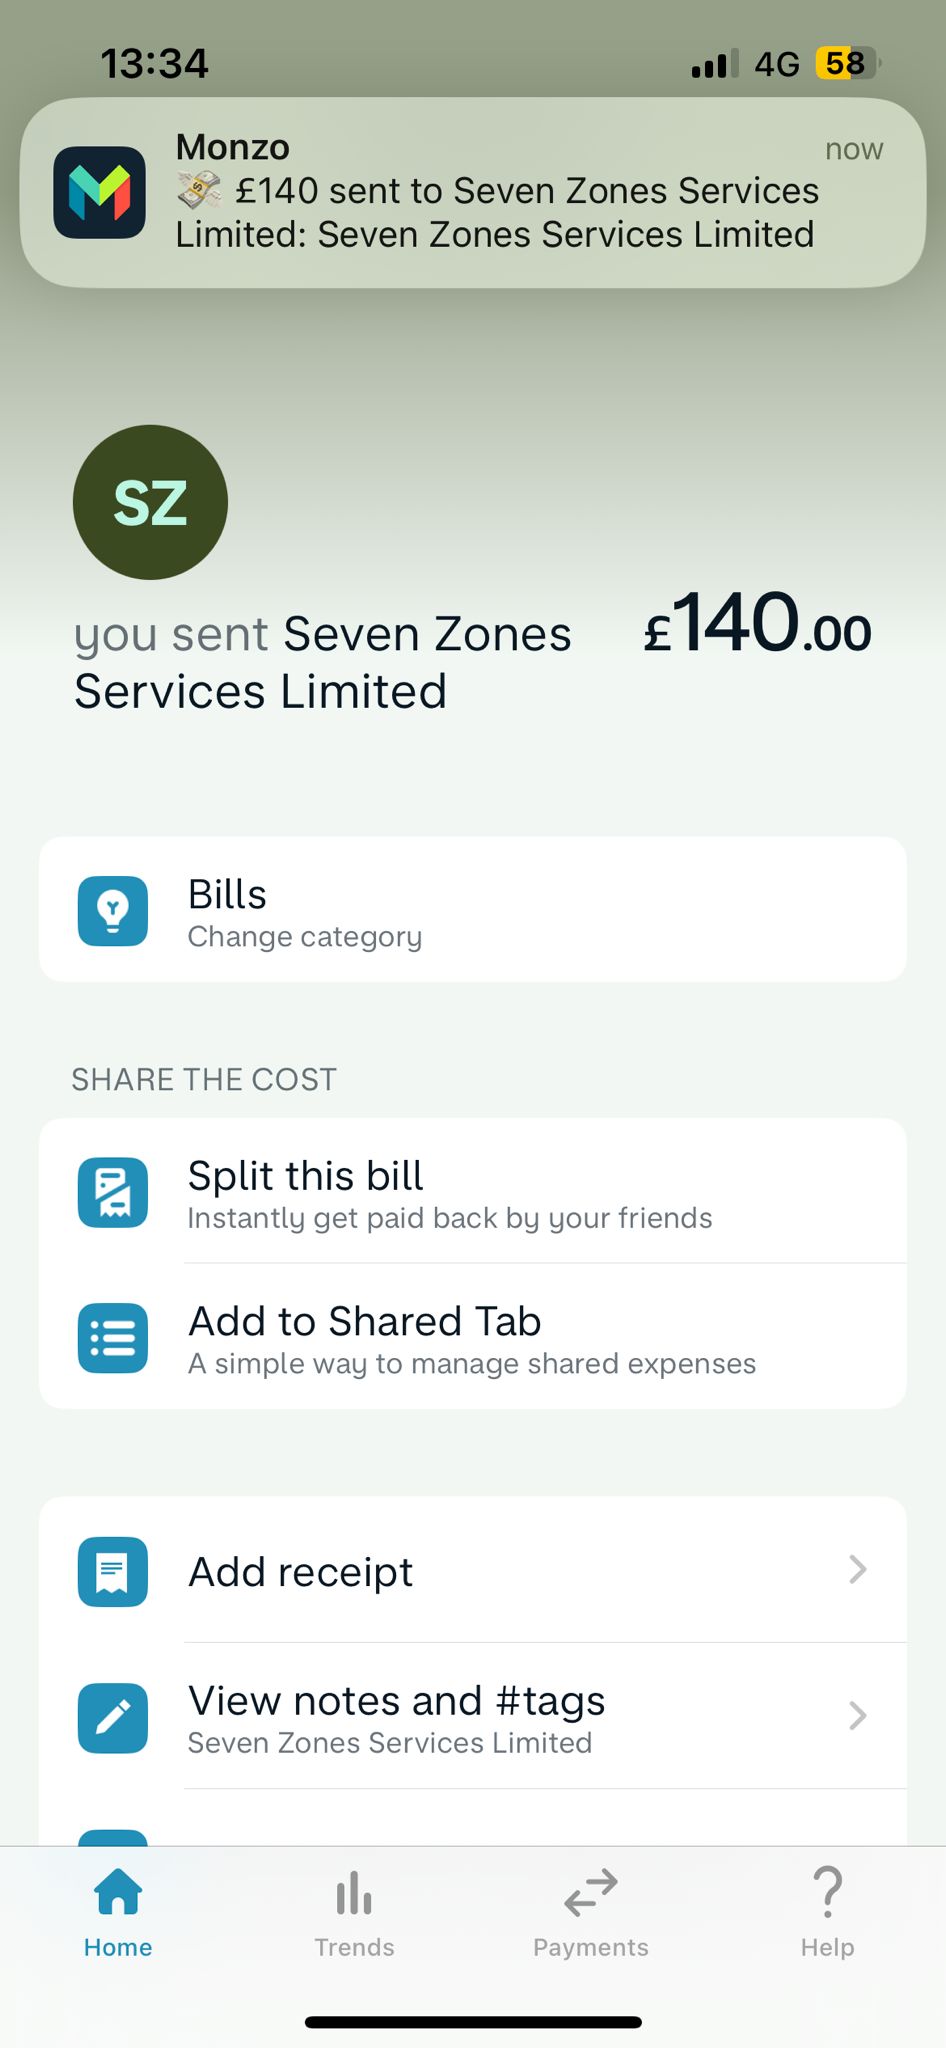 13:34
4G
58
Monzo
now
💸 £140 sent to Seven Zones Services
Limited: Seven Zones Services Limited
SZ
you sent Seven Zones
Services Limited
£140.00
Bills
Change category
SHARE THE COST
Split this bill
Instantly get paid back by your friends
Add to Shared Tab
A simple way to manage shared expenses
Add receipt
View notes and #tags
Seven Zones Services Limited
Home
Trends
Payments
Help